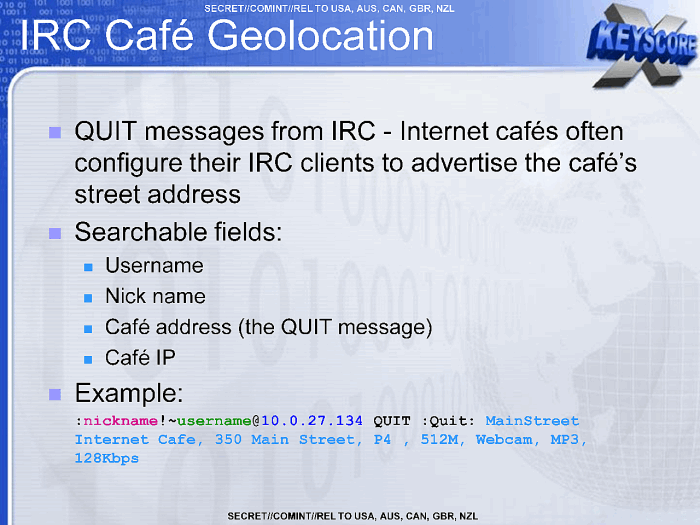 SECRET//COMINT//REL TO USA, AUS, CAN, GBR, NZL
IRC Café Geolocation
X KEYSCORE
QUIT messages from IRC - Internet cafés often
configure their IRC clients to advertise the café's
street address
Searchable fields:
Username
Nick name
Café address (the QUIT message)
Café IP
Example:
:nickname!~username@10.0.27.134 QUIT :Quit: MainStreet
Internet Cafe, 350 Main Street, P4 , 512M, Webcam, MP3,
128Kbps
SECRET//COMINT//REL TO USA, AUS, CAN, GBR, NZL